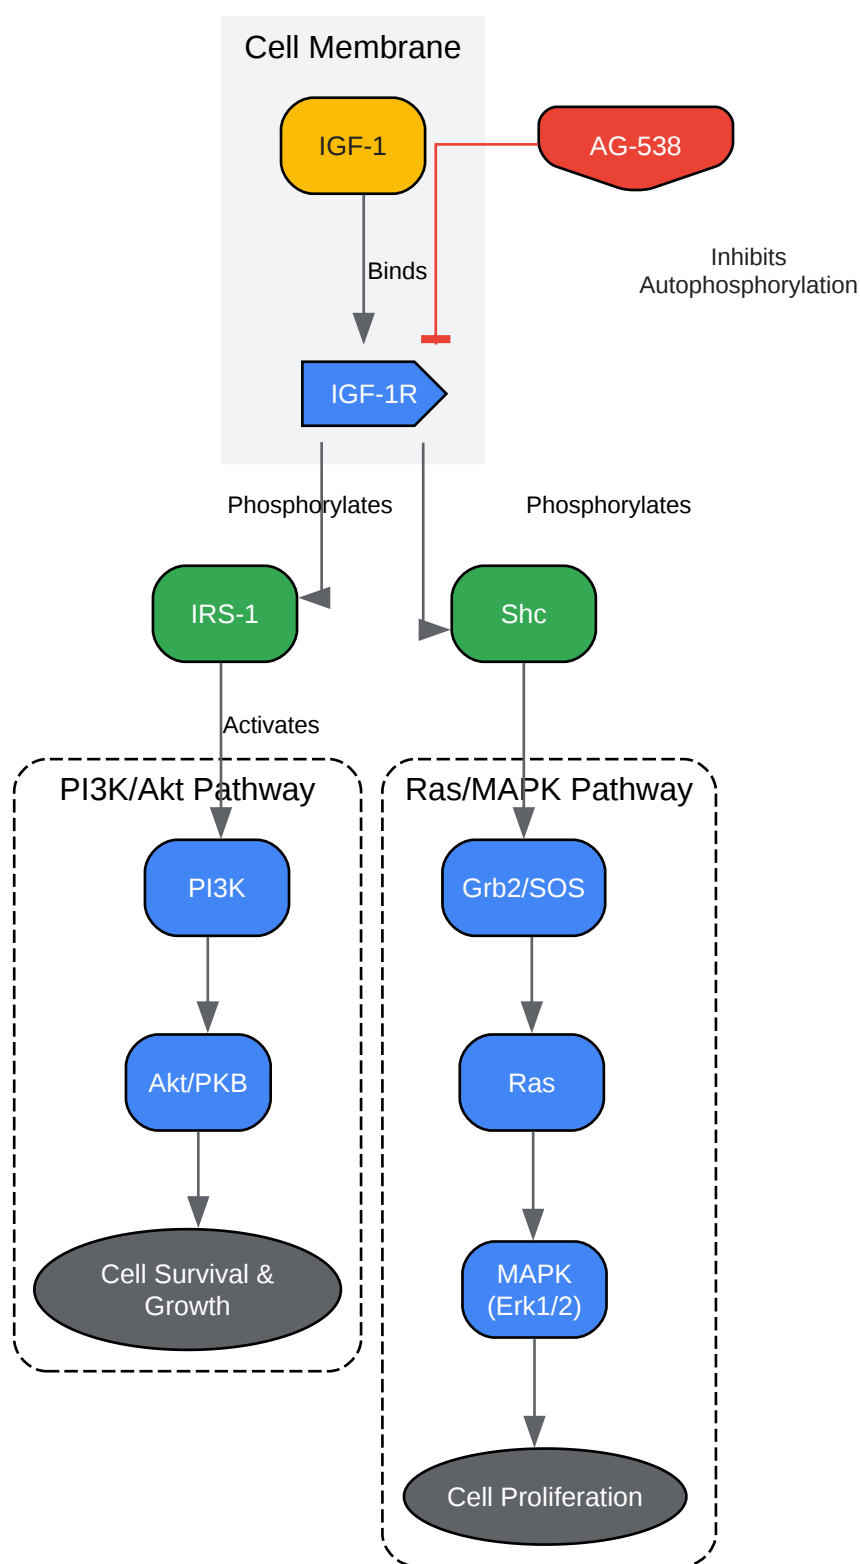 Cell Membrane
IGF-1
AG-538
Inhibits
Autophosphorylation
Binds
IGF-1R
Phosphorylates
Phosphorylates
IRS-1
Shc
Activates
PI3K/Akt Pathway
Ras/MAPK Pathway
PI3K
Grb2/SOS
Akt/PKB
Ras
Cell Survival &
Growth
MAPK
(Erk1/2)
Cell Proliferation